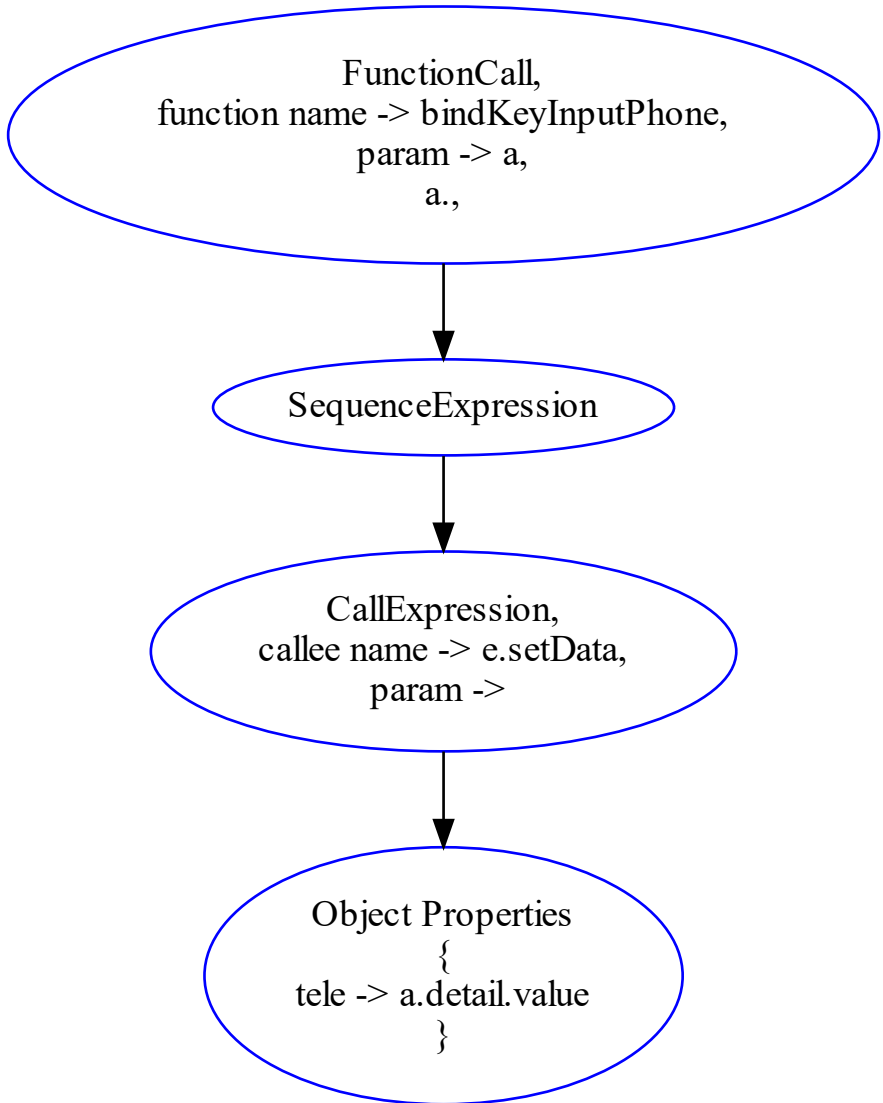 FunctionCall,
function name -> bindKeyInputPhone,
param -> a,
a.,
SequenceExpression
CallExpression,
callee name -> e.setData,
param ->
Object Properties
{
tele -> a.detail.value
}